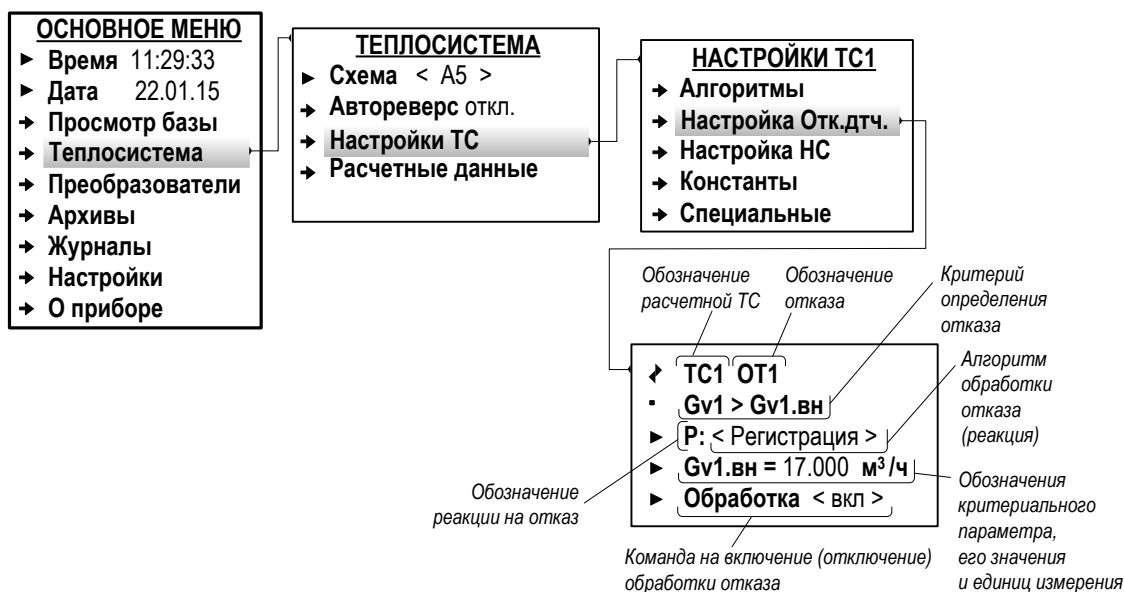 ОСНОВНОЕ МЕНЮ
Время 11:29:33
Дата 22.01.15
Просмотр базы
Теплосистема
Преобразователи
Архивы
Журналы
Настройки
О приборе
ТЕПЛОСИСТЕМА
Схема < А5 >
Автореверс откл.
Настройки ТС
Расчетные данные
НАСТРОЙКИ ТС1
Алгоритмы
Настройка Отк.дтч.
Настройка НС
Константы
Специальные
Обозначение
расчетной ТС
Обозначение
отказа
Критерий
определения
отказа
ТС1 ОТ1
Gv1 > Gv1.вн
Р: < Регистрация >
Gv1.вн = 17.000 м³/ч
Обработка < вкл >
Алгоритм
обработки
отказа
(реакция)
Обозначение
реакции на отказ
Обозначения
критериального
параметра,
его значения
и единиц измерения
Команда на включение (отключение)
обработки отказа